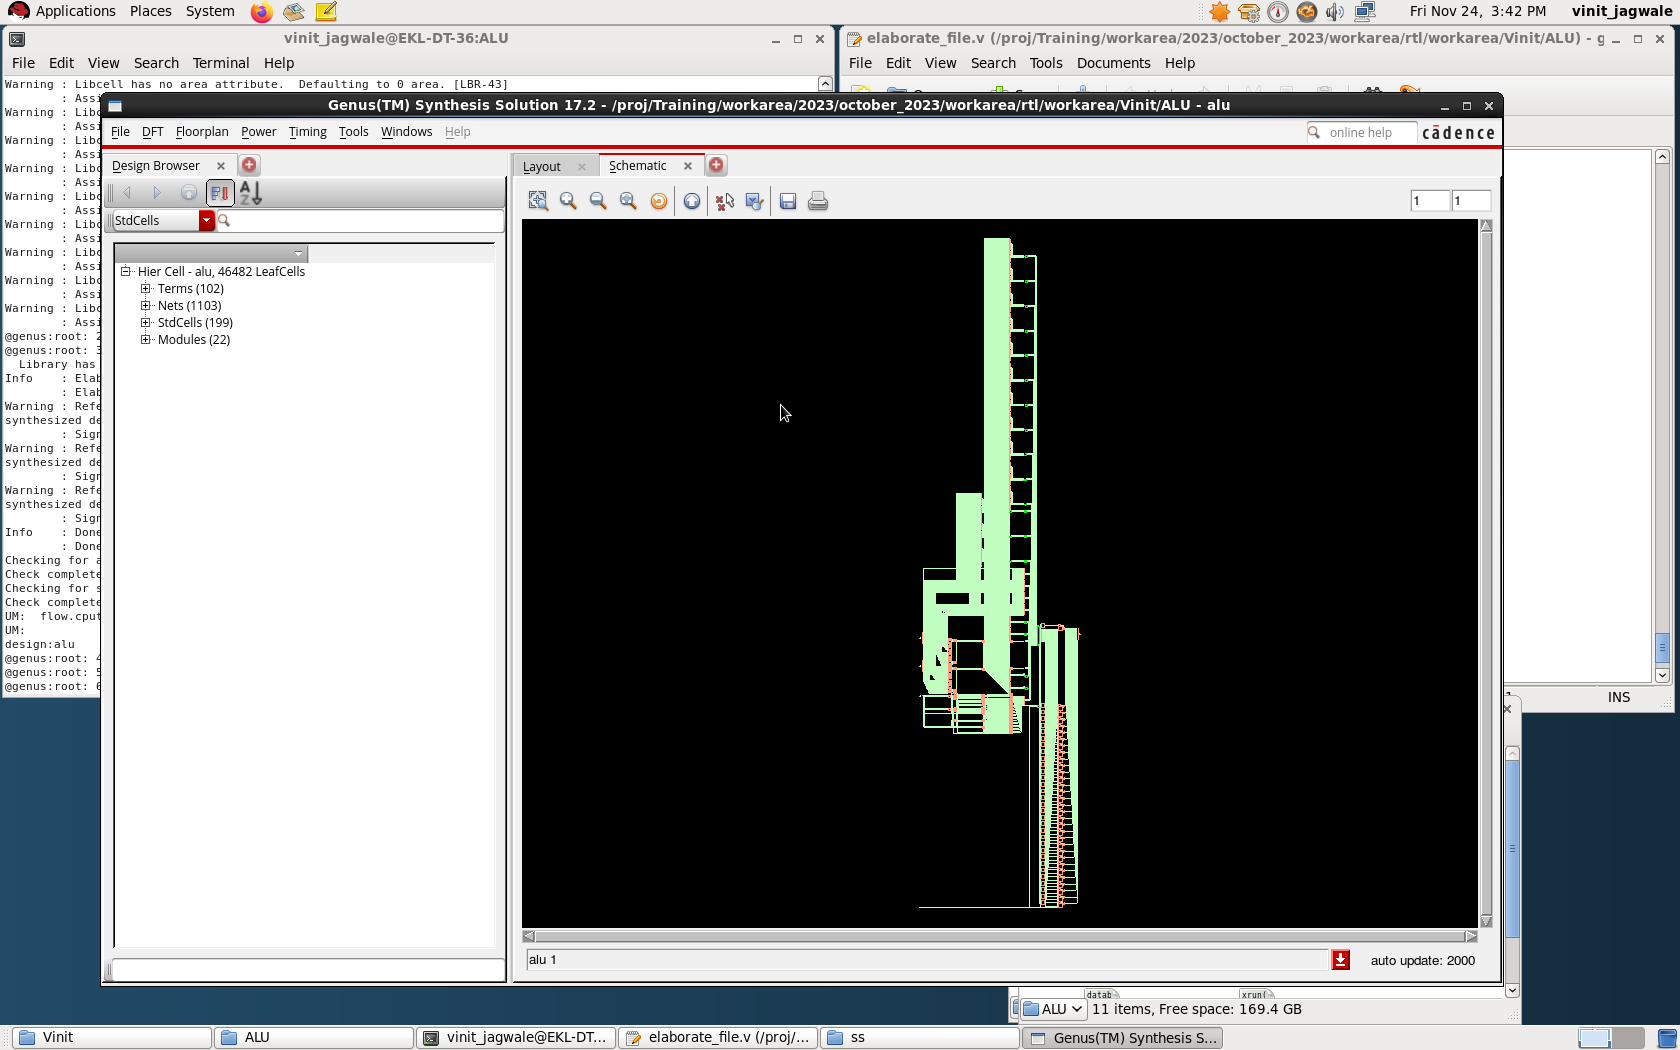 Applications Places System
Fri Nov 24, 3:42 PM vinit_jagwale
vinit_jagwale@EKL-DT-36:ALU
File Edit View Search Terminal Help
Warning : Libcell has no area attribute. Defaulting to 0 area. [LBR-43]
: Assi
Warning : Libc
: Assi
Warning : Libc
: Assi
Warning : Libc
: Assi
Warning : Libc
: Assi
Warning : Libc
: Assi
Warning : Libc
: Assi
Warning : Libc
: Assi
Warning : Libc
: Assi
@genus:root: 2
@genus:root: 3
Library has
Info : Elab
: Elab
Warning : Refe
synthesized de
: Sign
Warning : Refe
synthesized de
: Sign
Warning : Refe
synthesized de
: Sign
Info : Done
: Done
Checking for a
Check complete
Checking for s
Check complete
UM: flow.cput
UM:
design:alu
@genus:root: 4
@genus:root: 5
@genus:root: 6
elaborate_file.v (/proj/Training/workarea/2023/october_2023/workarea/rtl/workarea/Vinit/ALU) - g
File Edit View Search Tools Documents Help
INS
Genus(TM) Synthesis Solution 17.2 - /proj/Training/workarea/2023/october_2023/workarea/rtl/workarea/Vinit/ALU - alu
File DFT Floorplan Power Timing Tools Windows Help
online help
cādence
Design Browser
StdCells
Hier Cell - alu, 46482 LeafCells
Terms (102)
Nets (1103)
StdCells (199)
Modules (22)
Layout Schematic
1 1
alu 1
auto update: 2000
datab
xrun(
ALU 11 items, Free space: 169.4 GB
Vinit
ALU
vinit_jagwale@EKL-DT...
elaborate_file.v (/proj/...
ss
Genus(TM) Synthesis S...